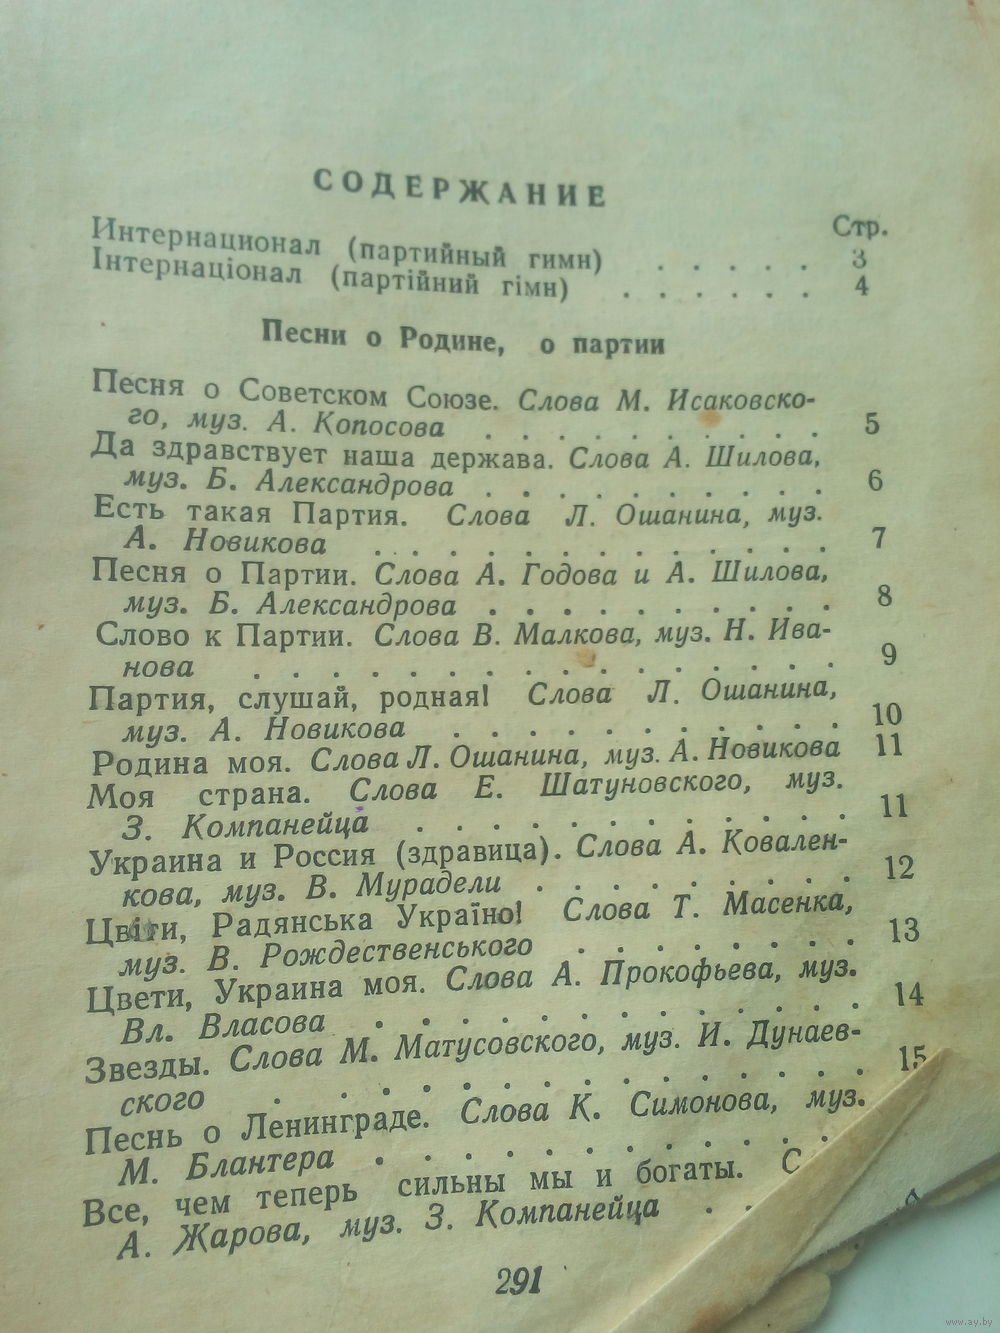 СОДЕРЖАНИЕ
Стр.
Интернационал (партийный гимн) . . . . . 3
Інтернаціонал (партійний гімн) . . . . . . 4
Песни о Родине, о партии
Песня о Советском Союзе. Слова М. Исаковско-
го, муз. А. Копосова . . . . . . . . . . 5
Да здравствует наша держава. Слова А. Шилова,
муз. Б. Александрова . . . . . . . . . . 6
Есть такая Партия. Слова Л. Ошанина, муз.
А. Новикова . . . . . . . . . . . . . 7
Песня о Партии. Слова А. Годова и А. Шилова,
муз. Б. Александрова . . . . . . . . . . 8
Слово к Партии. Слова В. Малкова, муз. Н. Ива-
нова . . . . . . . . . . . . . . . . 9
Партия, слушай, родная! Слова Л. Ошанина,
муз. А. Новикова . . . . . . . . . . . 10
Родина моя. Слова Л. Ошанина, муз. А. Новикова 11
Моя страна. Слова Е. Шатуновского, муз.
З. Компанейца . . . . . . . . . . . . 11
Украина и Россия (здравица). Слова А. Ковален-
кова, муз. В. Мурадели . . . . . . . . . 12
Цвіти, Радянська Україно! Слова Т. Масенка,
муз. В. Рождественського . . . . . . . . 13
Цвети, Украина моя. Слова А. Прокофьева, муз.
Вл. Власова . . . . . . . . . . . . . 14
Звезды. Слова М. Матусовского, муз. И. Дунаев-
ского . . . . . . . . . . . . . . 15
Песнь о Ленинграде. Слова К. Симонова, муз.
М. Блантера . . . . . . . . . . . .
Все, чем теперь сильны мы и богаты.
А. Жарова, муз. З. Компанейца . .
291
www.ay.by